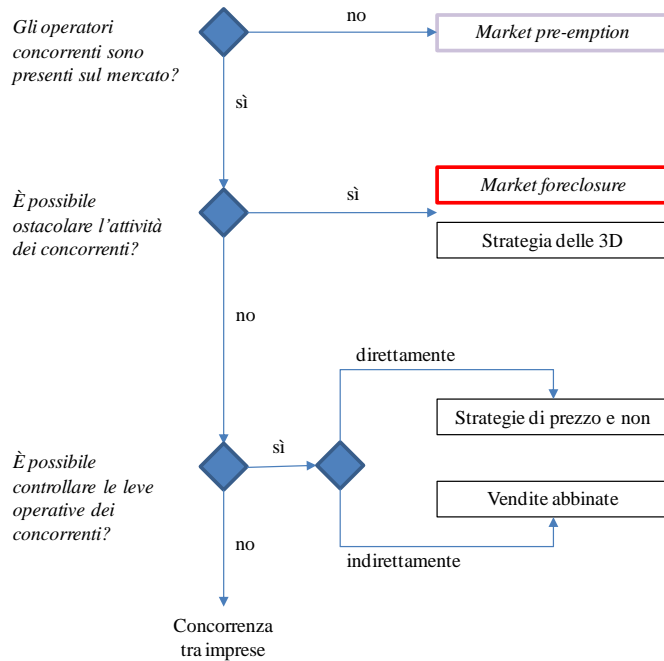 Gli operatori
concorrenti sono
presenti sul mercato?
no
Market pre-emption
sì
È possibile
ostacolare l'attività
dei concorrenti?
sì
Market foreclosure
Strategia delle 3D
no
direttamente
Strategie di prezzo e non
È possibile
controllare le leve
operative dei
concorrenti?
sì
Vendite abbinate
no
indirettamente
Concorrenza
tra imprese